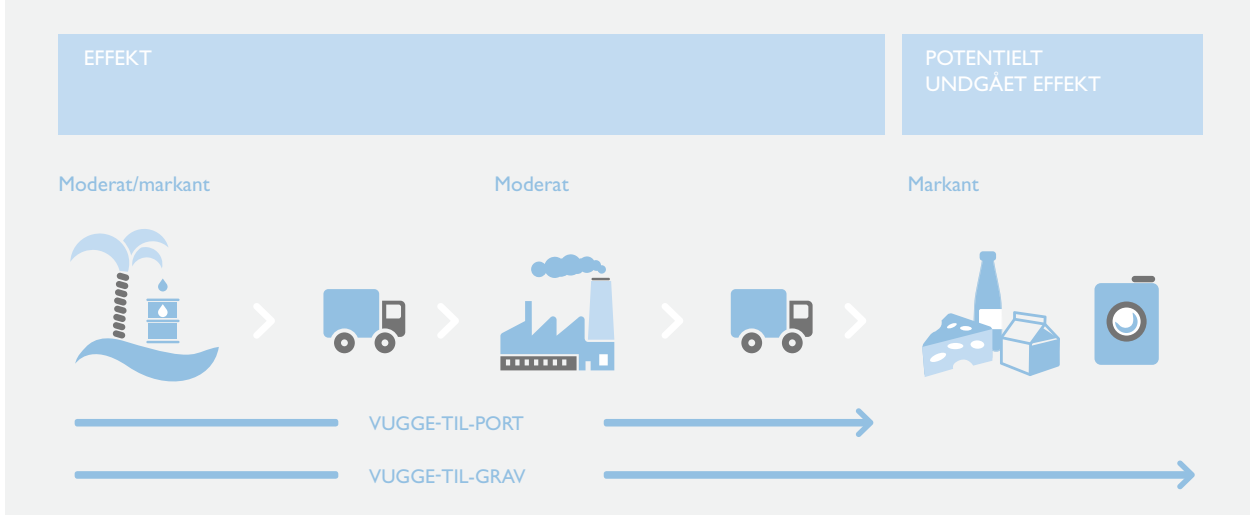 EFFEKT
POTENTIELT
UNDGÅET EFFEKT
Moderat/markant
Moderat
Markant
VUGGE-TIL-PORT
VUGGE-TIL-GRAV